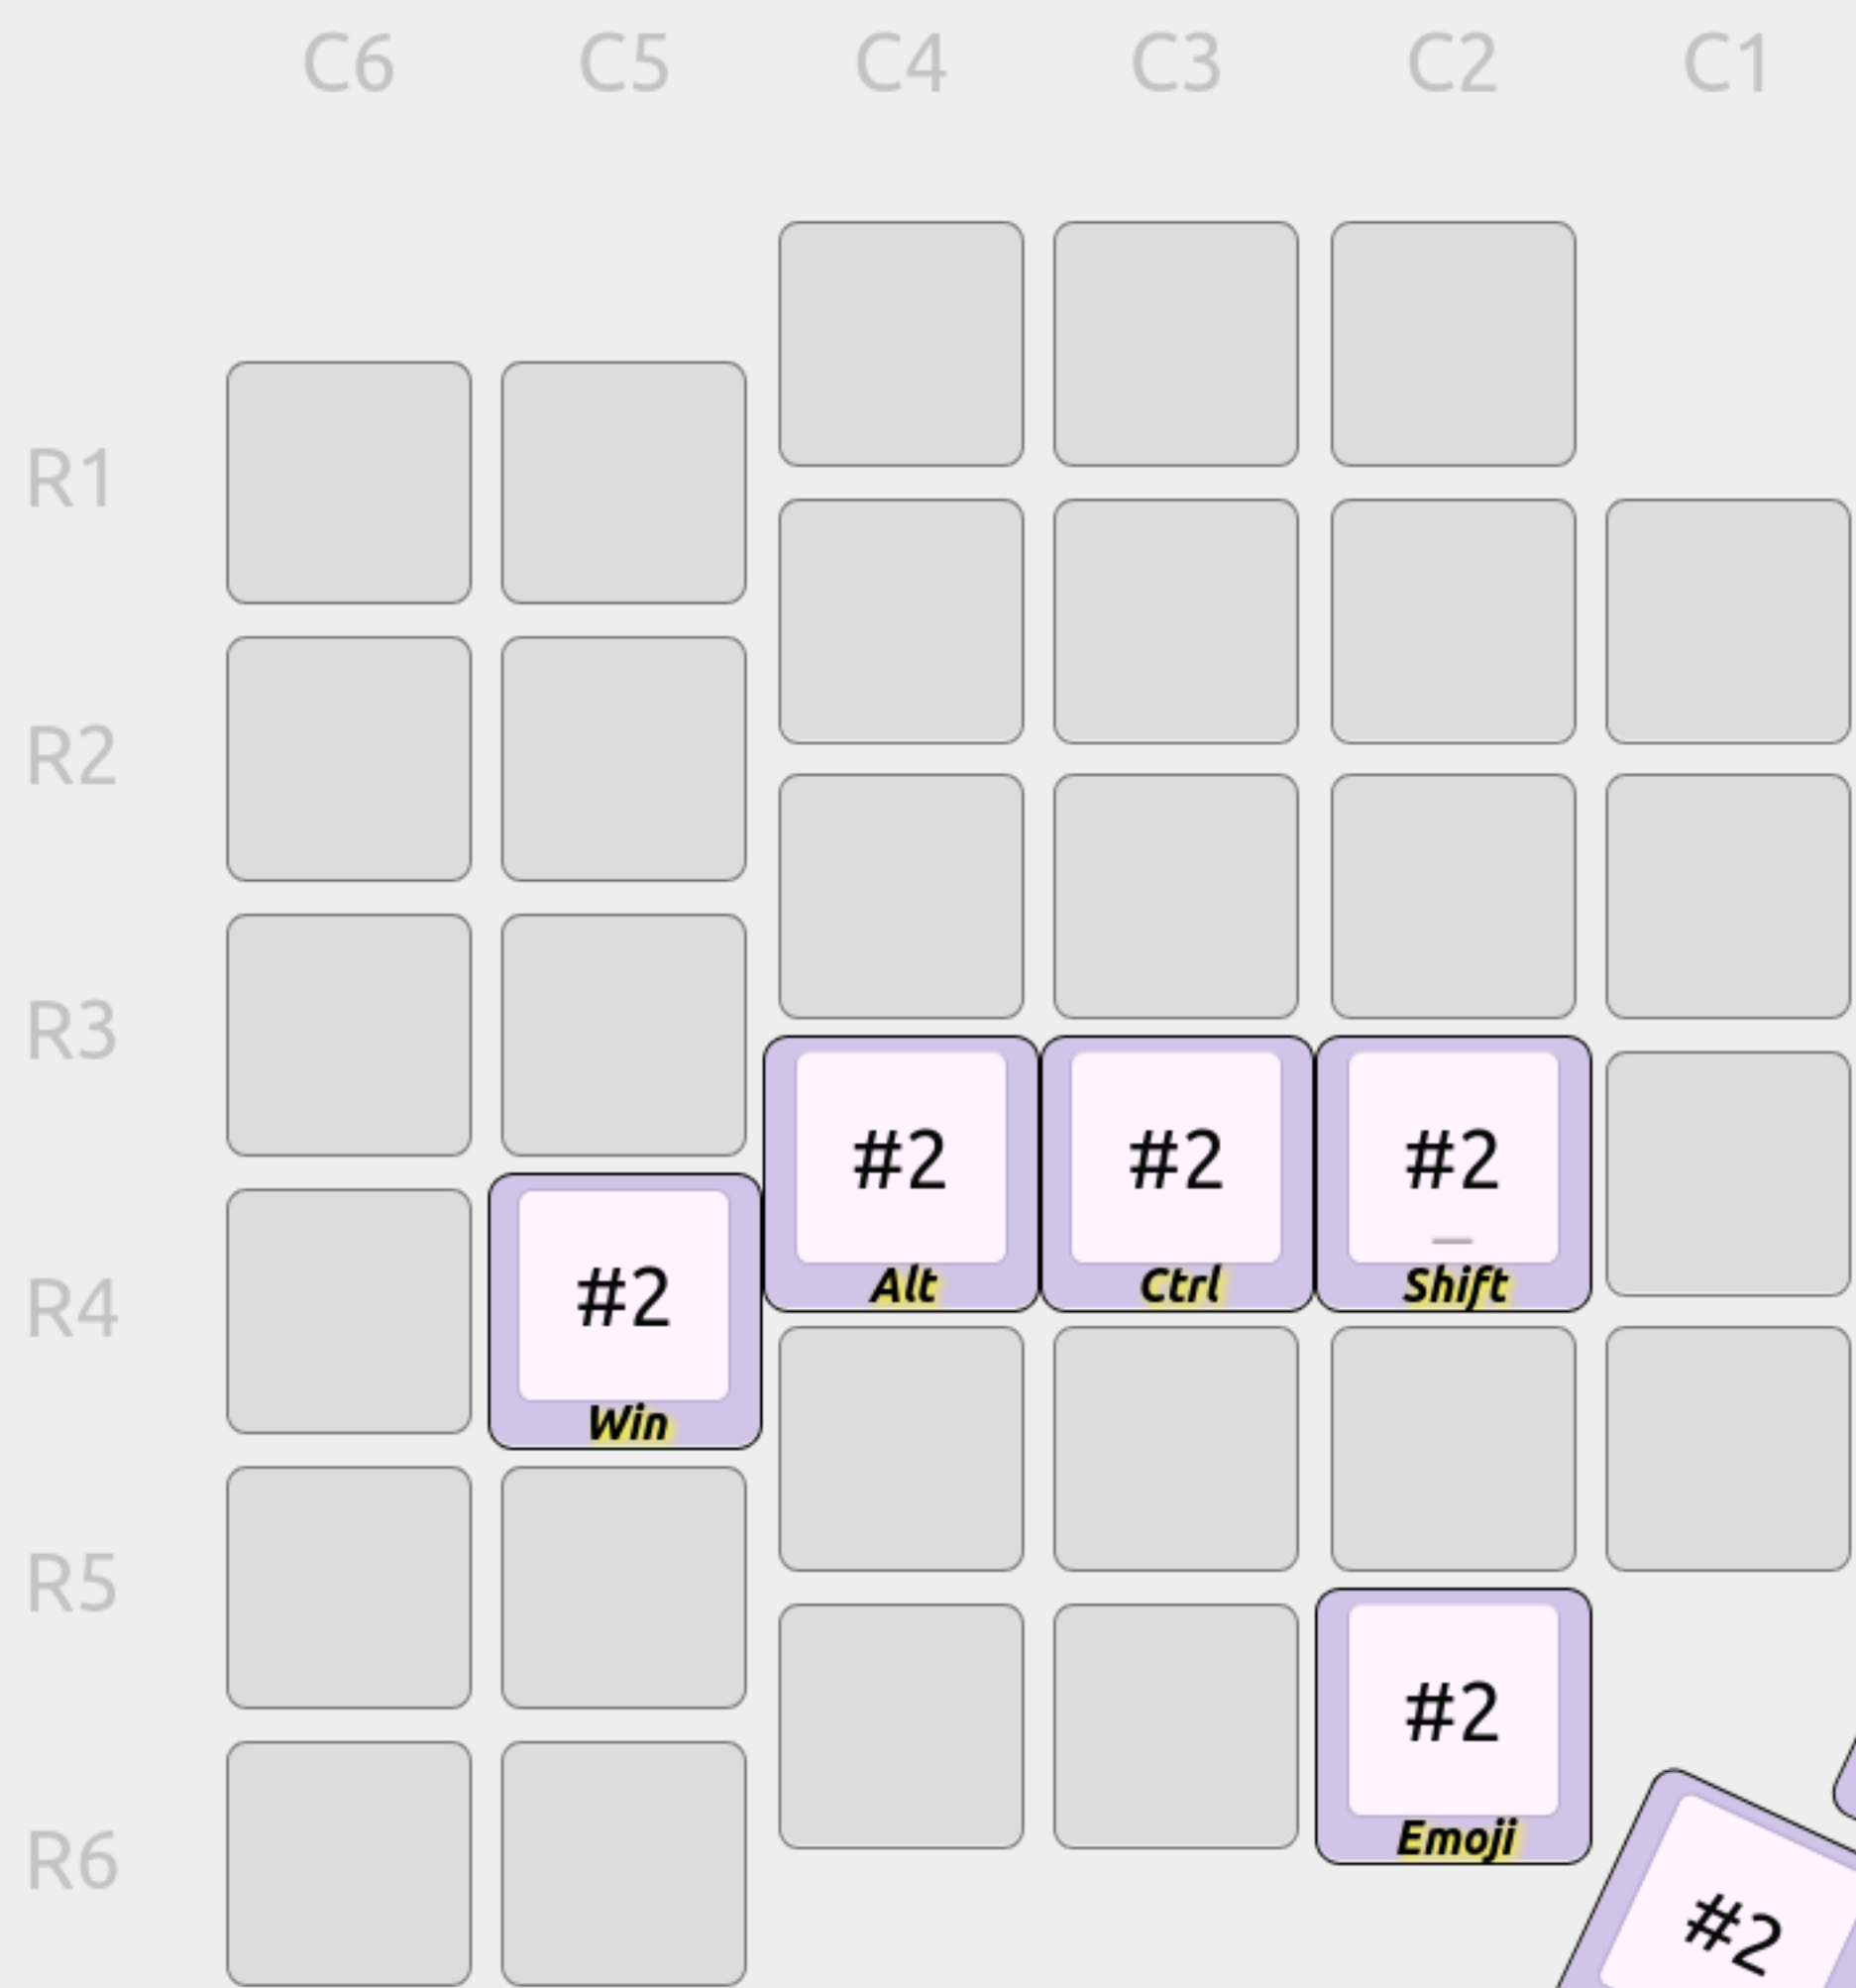 C6 C5 C4 C3 C2 C1
R1
R2
R3
#2 #2 #2
_
Alt Ctrl Shift
R4
#2
Win
R5
#2
Emoji
R6
#2